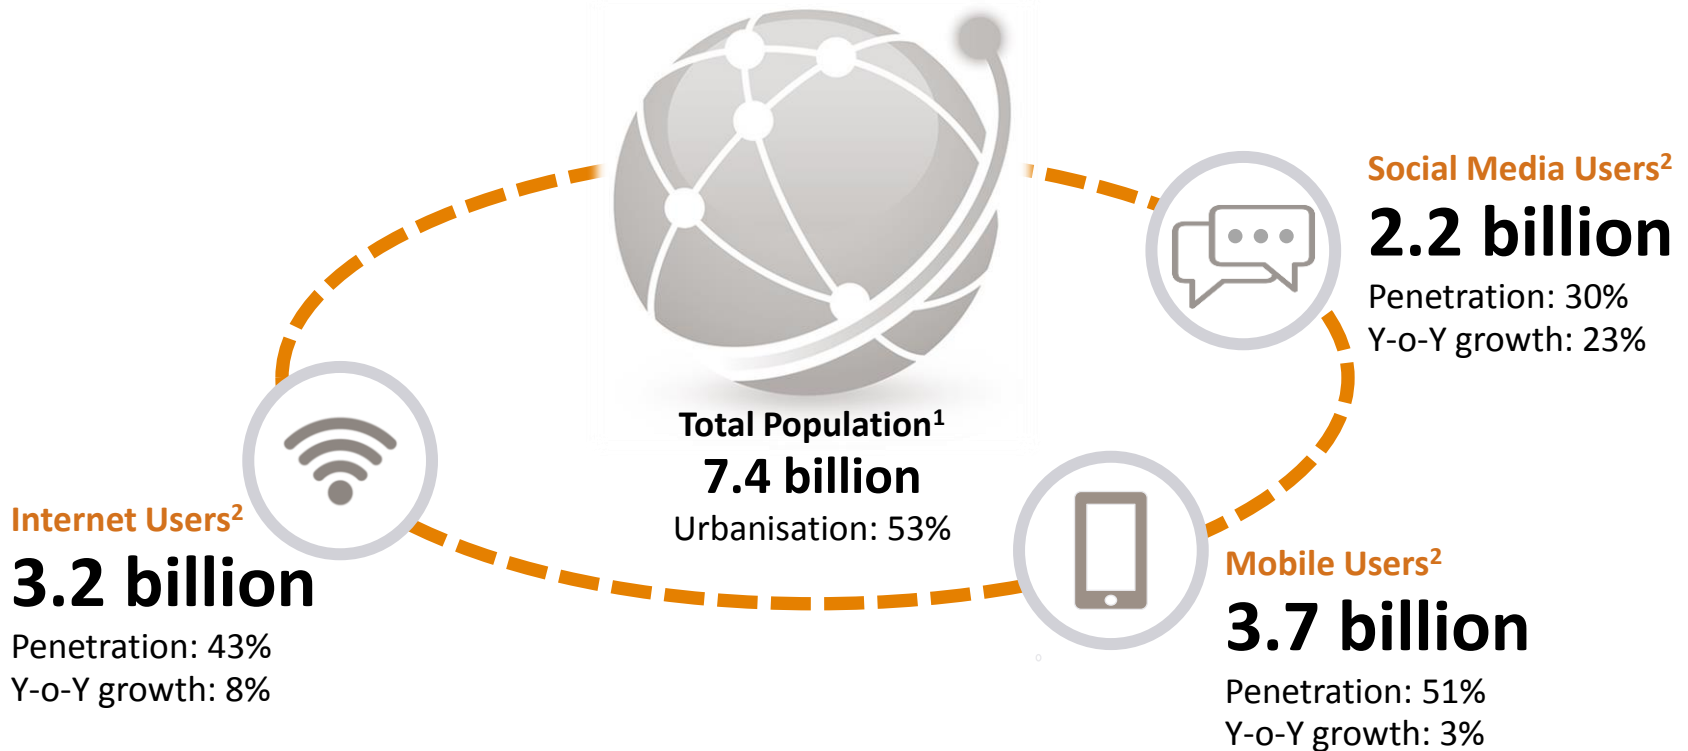 Social Media Users²
2.2 billion
Penetration: 30%
Y-o-Y growth: 23%
Total Population¹
7.4 billion
Urbanisation: 53%
Internet Users²
3.2 billion
Penetration: 43%
Y-o-Y growth: 8%
Mobile Users²
3.7 billion
Penetration: 51%
Y-o-Y growth: 3%